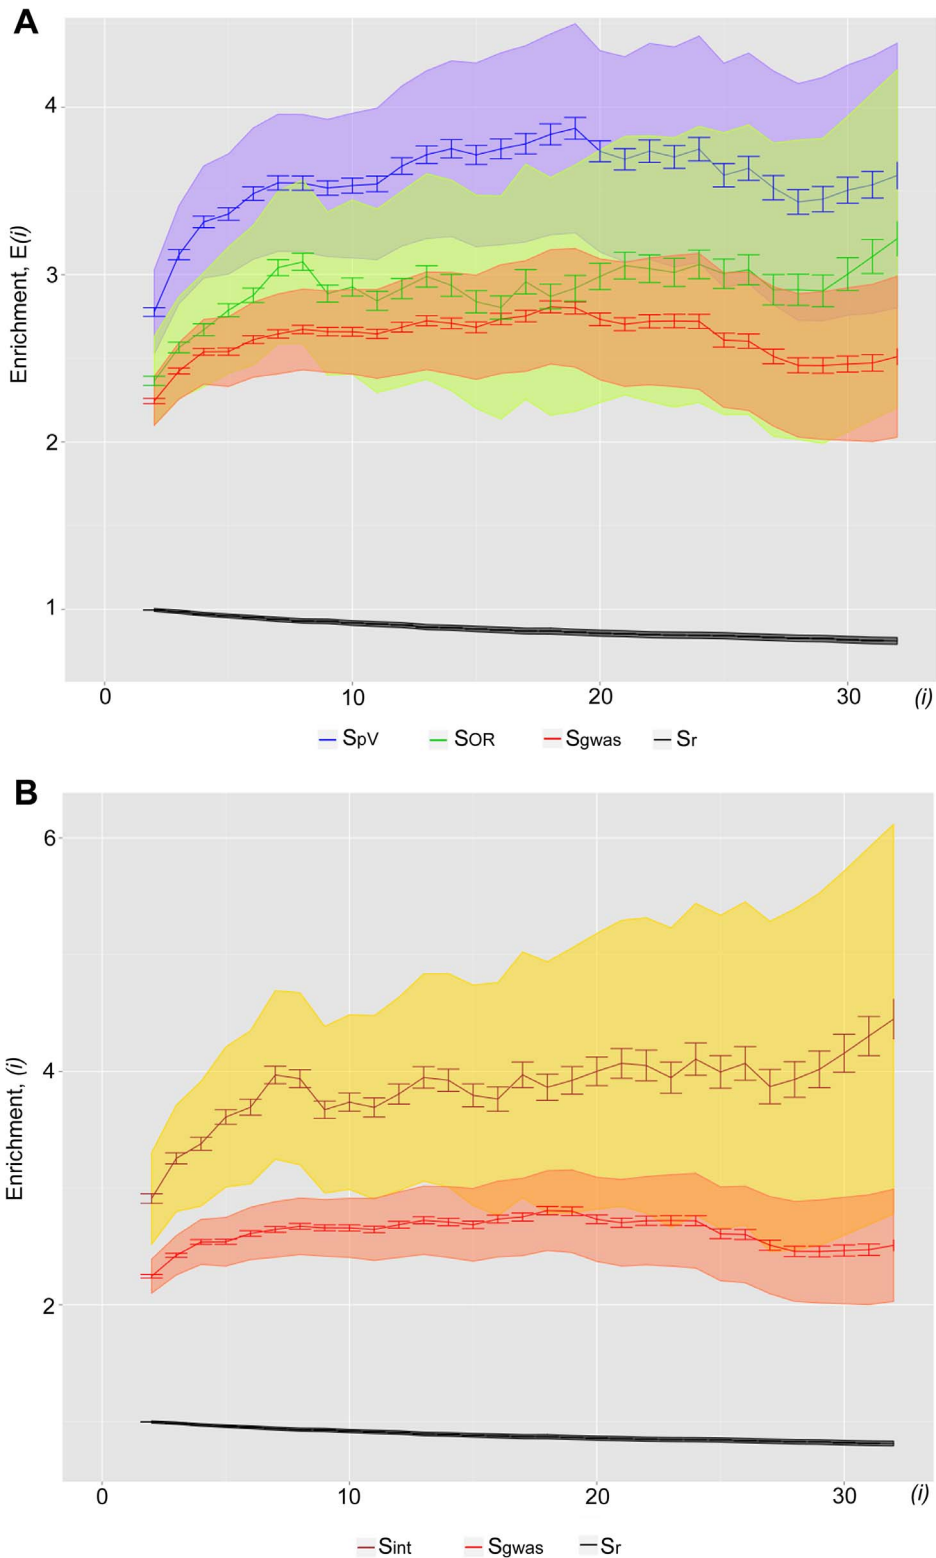 A
Enrichment, E(i)
4
3
2
1
0 10 20 30 (i)
SpV SOR Sgwas Sr
B
Enrichment, (i)
6
4
2
0 10 20 30 (i)
Sint Sgwas Sr